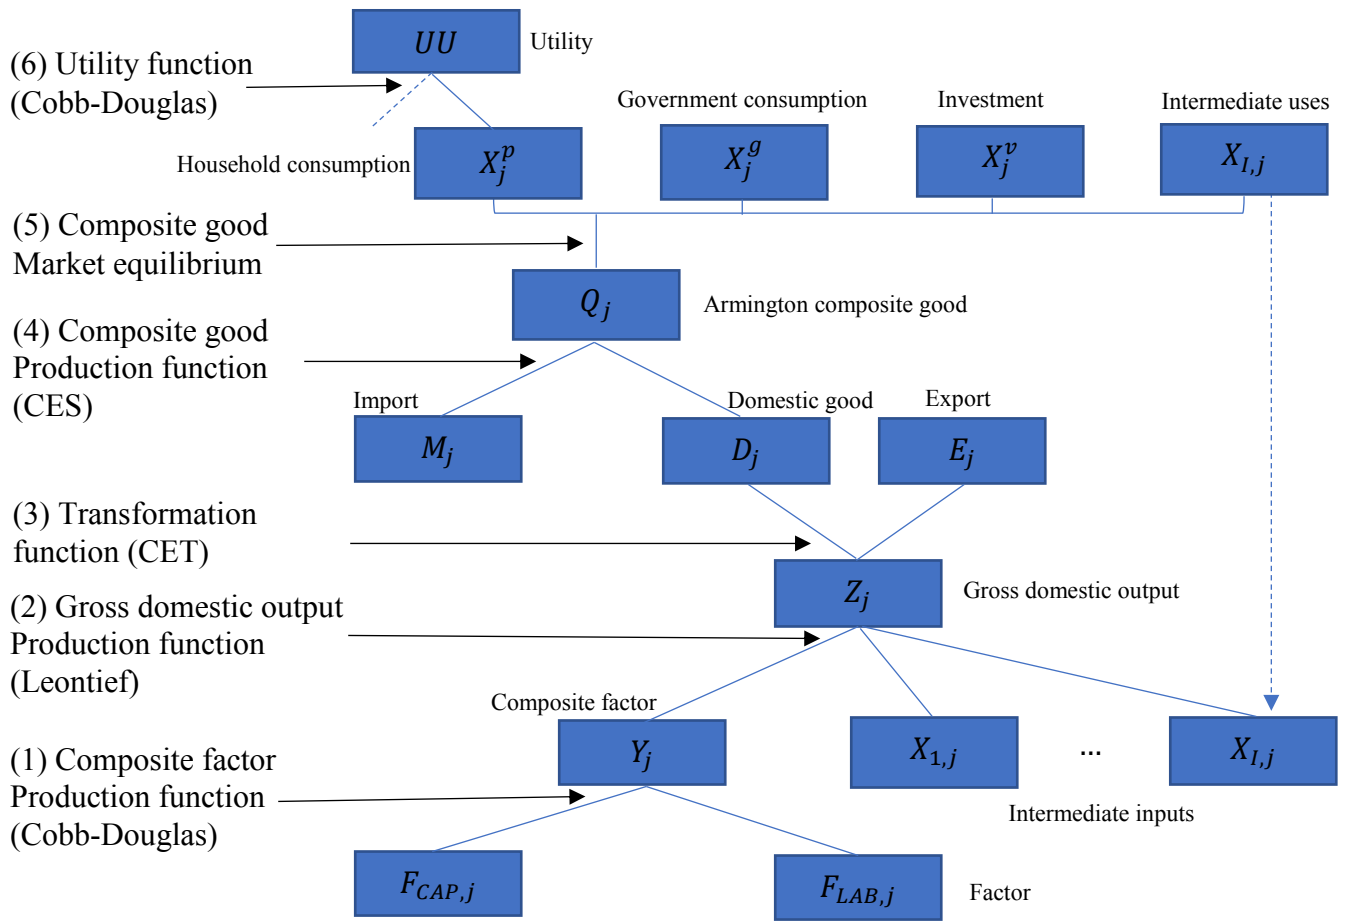 UU
Utility
(6) Utility function
(Cobb-Douglas)
Government consumption
Investment
Intermediate uses
Household consumption
X_j^p
X_j^g
X_j^v
X_{I,j}
(5) Composite good
Market equilibrium
Q_j
Armington composite good
(4) Composite good
Production function
(CES)
Import
Domestic good
Export
M_j
D_j
E_j
(3) Transformation
function (CET)
Z_j
Gross domestic output
(2) Gross domestic output
Production function
(Leontief)
Composite factor
Y_j
X_{1,j}
...
X_{I,j}
(1) Composite factor
Production function
(Cobb-Douglas)
Intermediate inputs
F_{CAP,j}
F_{LAB,j}
Factor